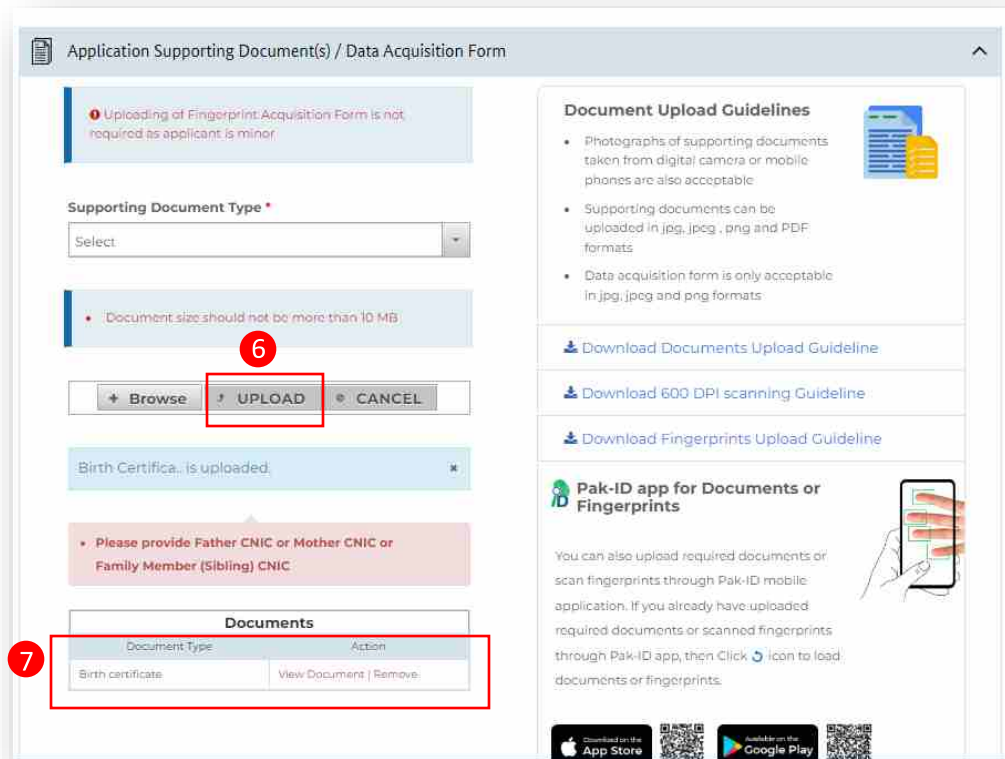 Application Supporting Document(s) / Data Acquisition Form
Uploading of Fingerprint Acquisition Form is not
required as applicant is minor
Supporting Document Type *
Select
Document size should not be more than 10 MB
6
+ Browse
UPLOAD
CANCEL
Birth Certifica.. is uploaded.
Please provide Father CNIC or Mother CNIC or
Family Member (Sibling) CNIC
7
Documents
Document Type Action
Birth certificate View Document | Remove
Document Upload Guidelines
Photographs of supporting documents
taken from digital camera or mobile
phones are also acceptable
Supporting documents can be
uploaded in jpg, jpeg , png and PDF
formats
Data acquisition form is only acceptable
in jpg, jpeg and png formats
Download Documents Upload Guideline
Download 600 DPI scanning Guideline
Download Fingerprints Upload Guideline
ID
Pak-ID app for Documents or
Fingerprints
You can also upload required documents or
scan fingerprints through Pak-ID mobile
application. If you already have uploaded
required documents or scanned fingerprints
through Pak-ID app, then Click icon to load
documents or fingerprints.
Download on the
App Store
Available on the
Google Play